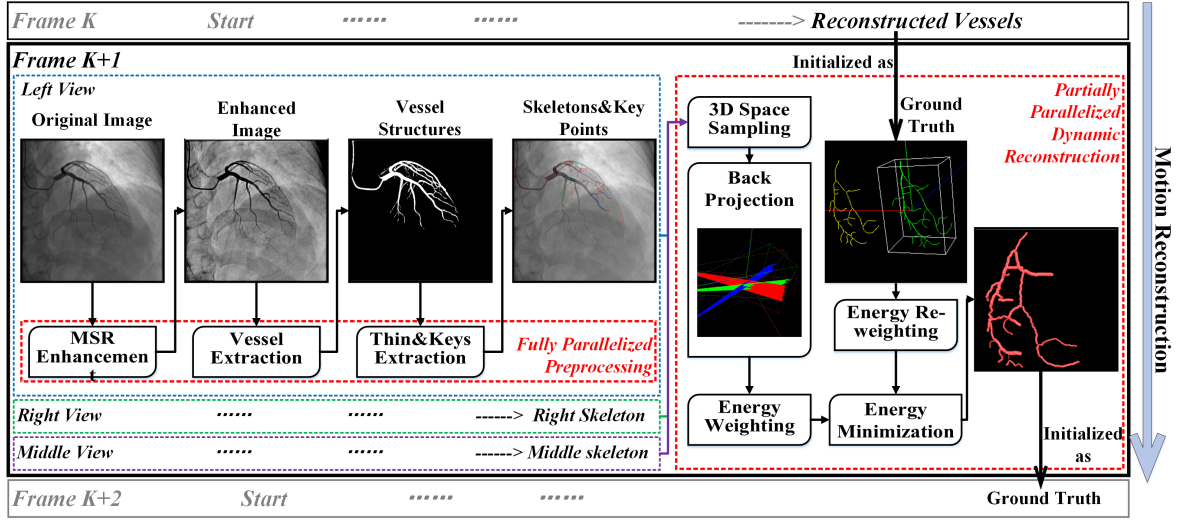 Frame K Start ...... ...... -------> Reconstructed Vessels
Frame K+1
Left View
Original Image
Enhanced
Image
Vessel
Structures
Skeletons&Key
Points
MSR
Enhancemen
t
Vessel
Extraction
Thin&Keys
Extraction
Fully Parallelized
Preprocessing
Right View ...... ...... ------> Right Skeleton
Middle View ...... ...... ------> Middle skeleton
Initialized as
3D Space
Sampling
Ground
Truth
Partially
Parallelized
Dynamic
Reconstruction
Back
Projection
Energy Re-
weighting
Energy
Weighting
Energy
Minimization
Initialized
as
Motion Reconstruction
Frame K+2 Start ...... ......
Ground Truth